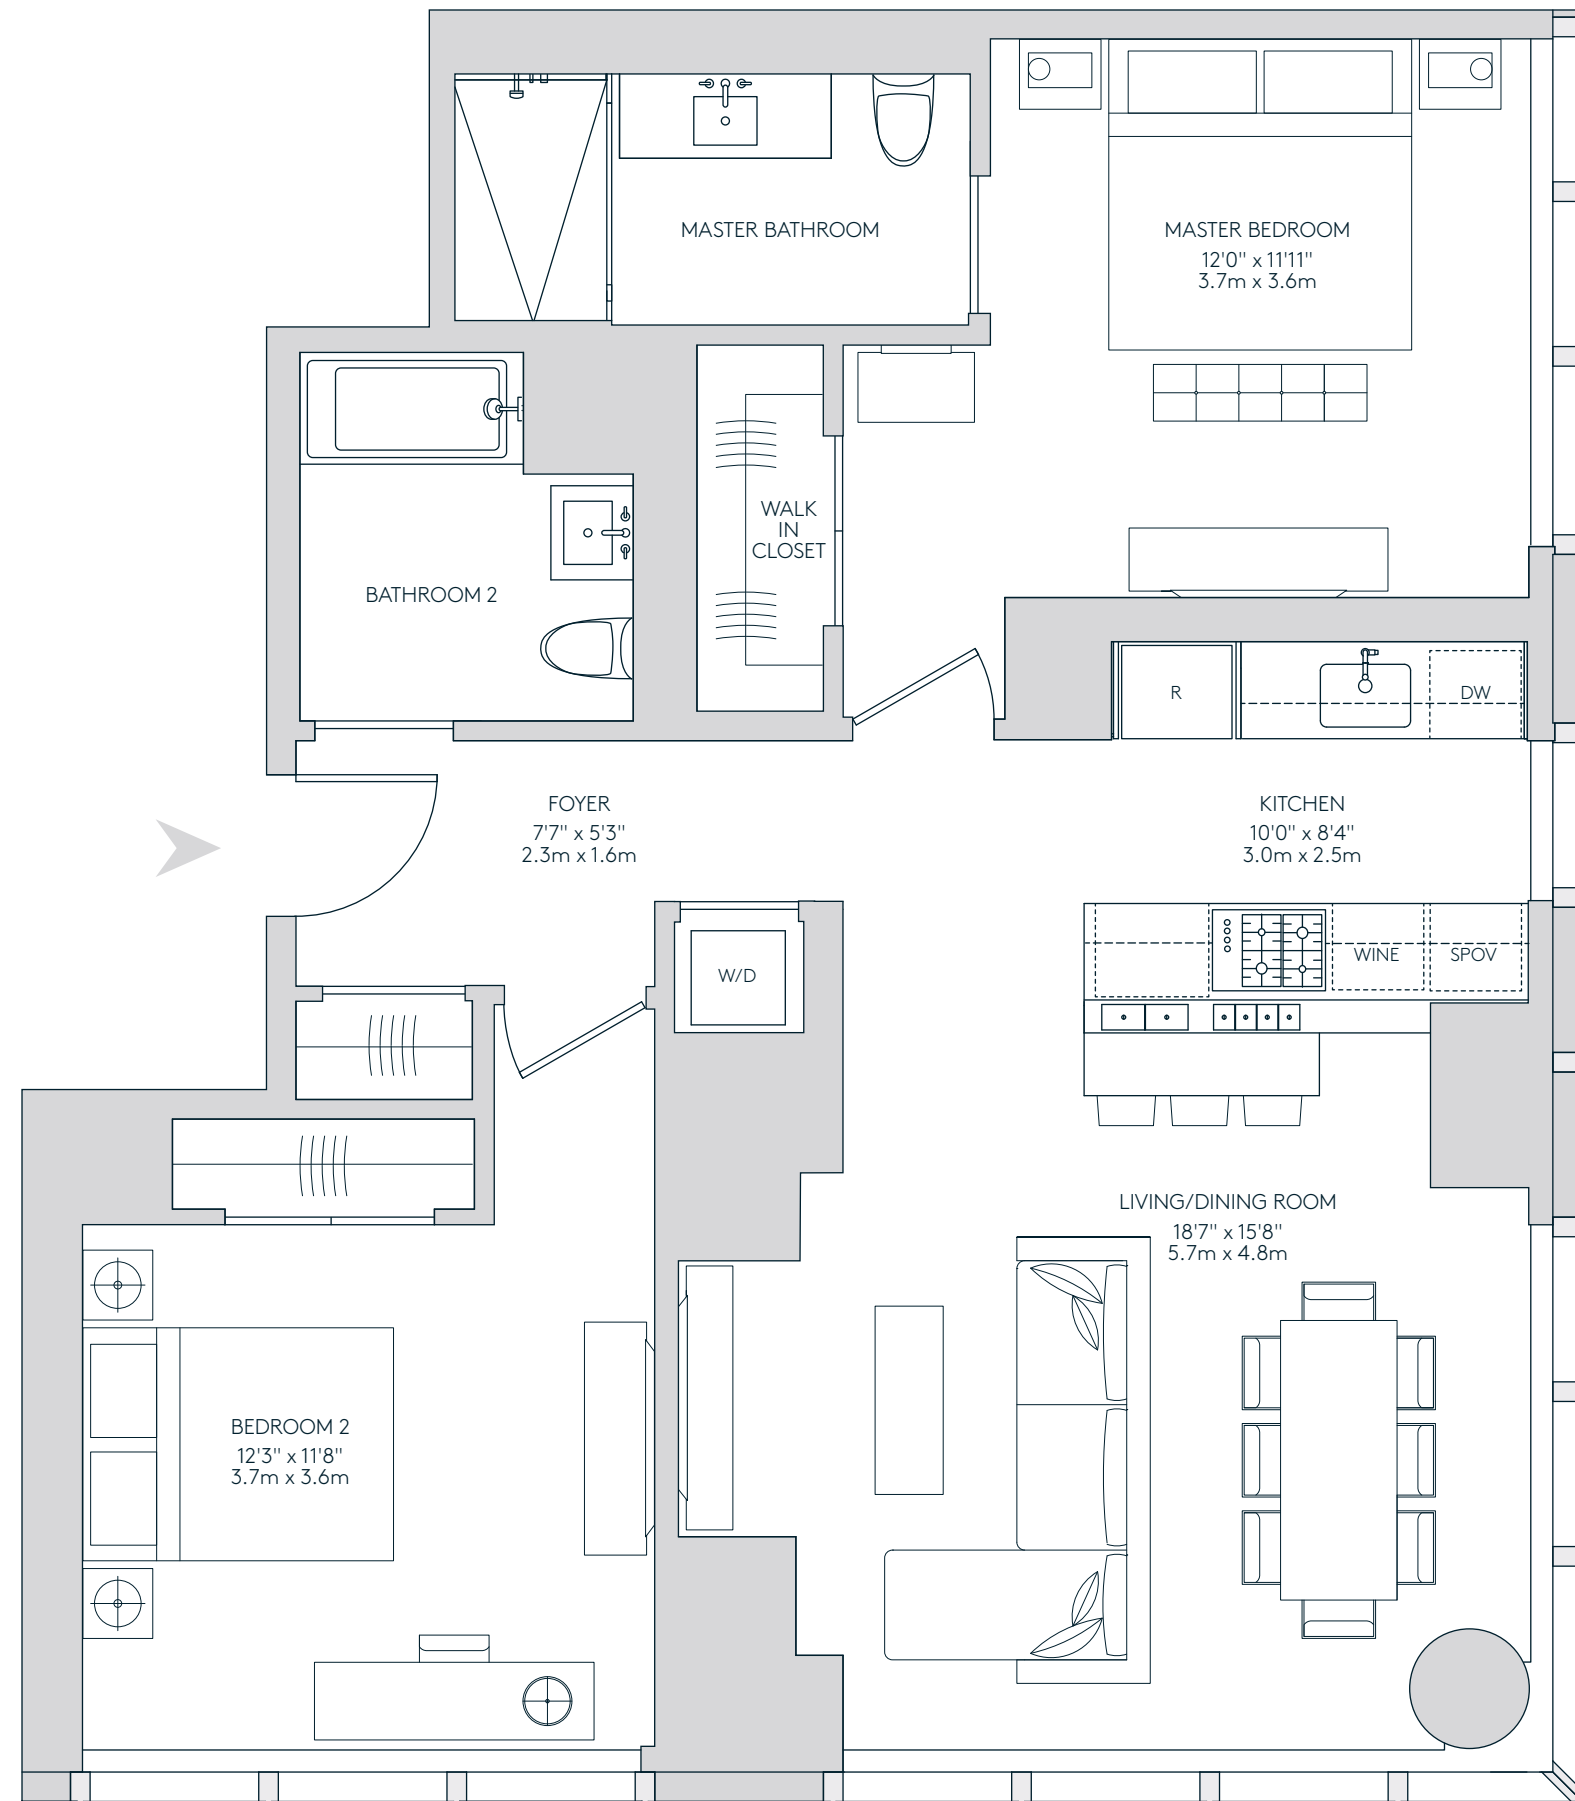 MASTER BATHROOM
MASTER BEDROOM
12'0" x 11'11"
3.7m x 3.6m
WALK
IN
CLOSET
BATHROOM 2
R
DW
FOYER
7'7" x 5'3"
2.3m x 1.6m
KITCHEN
10'0" x 8'4"
3.0m x 2.5m
W/D
WINE
SPOV
LIVING/DINING ROOM
18'7" x 15'8"
5.7m x 4.8m
BEDROOM 2
12'3" x 11'8"
3.7m x 3.6m